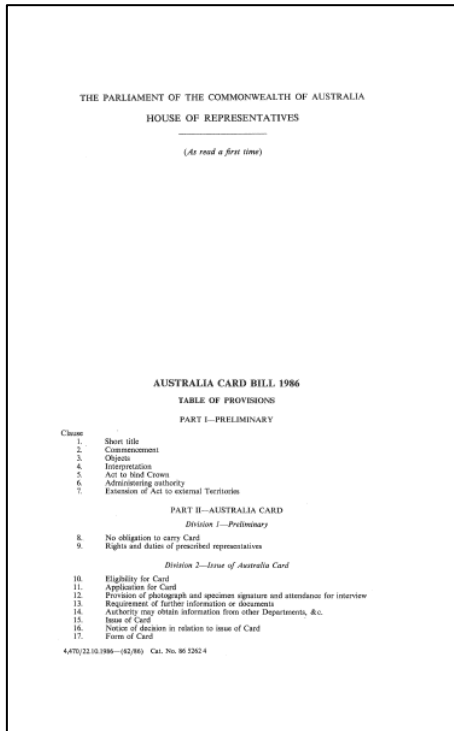 THE PARLIAMENT OF THE COMMONWEALTH OF AUSTRALIA
HOUSE OF REPRESENTATIVES
(As read a first time)
AUSTRALIA CARD BILL 1986
TABLE OF PROVISIONS
PART I—PRELIMINARY
Clause
1. Short title
2. Commencement
3. Objects
4. Interpretation
5. Act to bind Crown
6. Administering authority
7. Extension of Act to external Territories
PART II—AUSTRALIA CARD
Division 1—Preliminary
8. No obligation to carry Card
9. Rights and duties of prescribed representatives
Division 2—Issue of Australia Card
10. Eligibility for Card
11. Application for Card
12. Provision of photograph and specimen signature and attendance for interview
13. Requirement of further information or documents
14. Authority may obtain information from other Departments, &c.
15. Issue of Card
16. Notice of decision in relation to issue of Card
17. Form of Card
4,470/22.10.1986—(62/86) Cat. No. 86 5262 4